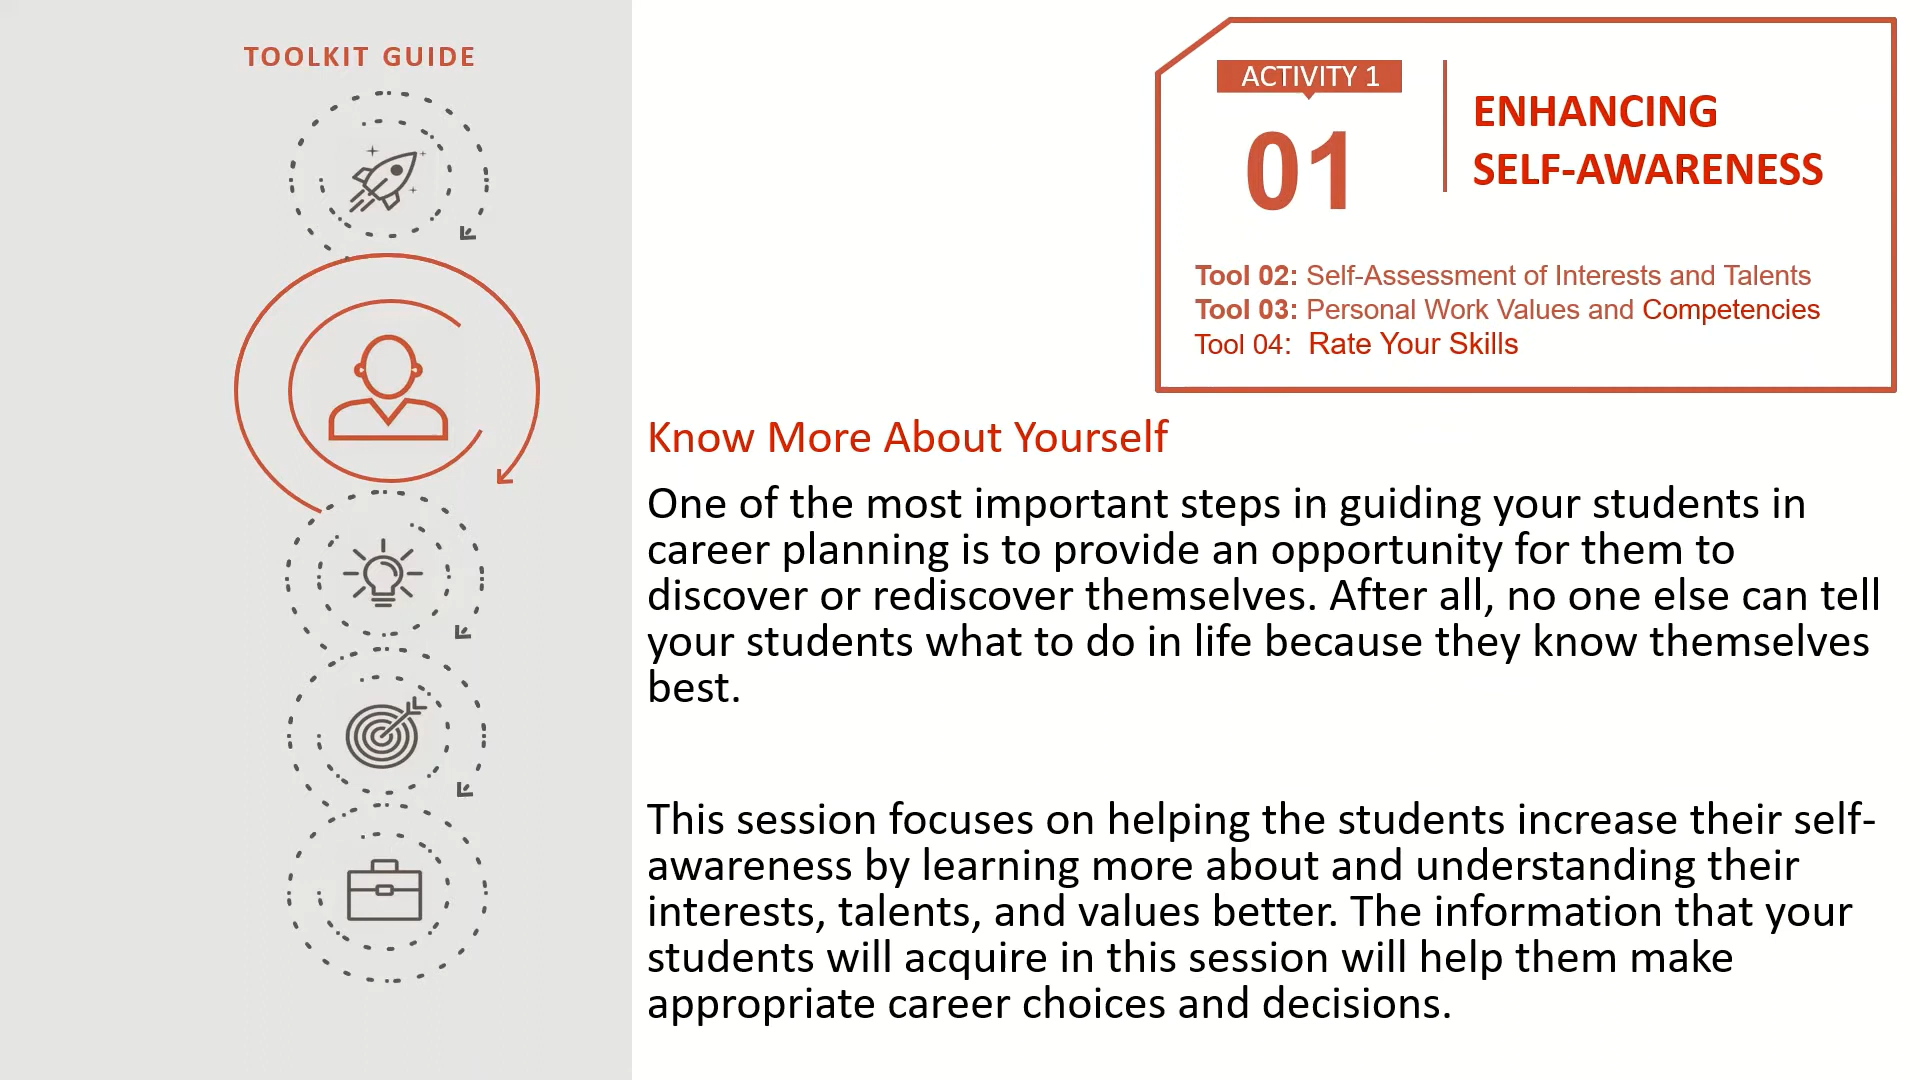 TOOLKIT GUIDE
ACTIVITY 1
01
ENHANCING
SELF-AWARENESS
Tool 02: Self-Assessment of Interests and Talents
Tool 03: Personal Work Values and Competencies
Tool 04: Rate Your Skills
Know More About Yourself
One of the most important steps in guiding your students in
career planning is to provide an opportunity for them to
discover or rediscover themselves. After all, no one else can tell
your students what to do in life because they know themselves
best.
This session focuses on helping the students increase their self-
awareness by learning more about and understanding their
interests, talents, and values better. The information that your
students will acquire in this session will help them make
appropriate career choices and decisions.